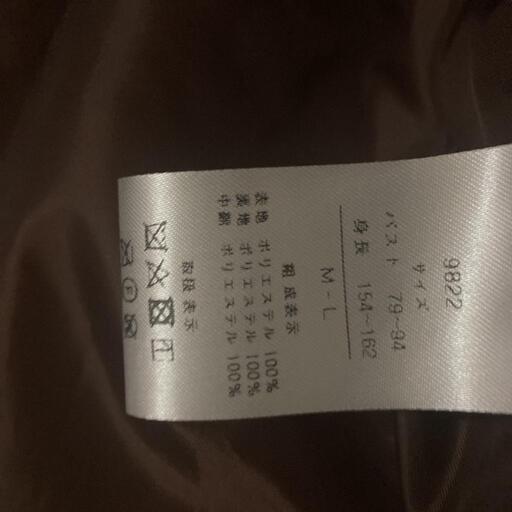 9822
サイズ
バスト 79~94
身長 154~162
M-L
組成表示
表地 ポリエステル 100%
裏地 ポリエステル 100%
中綿 ポリエステル 100%
取扱表示